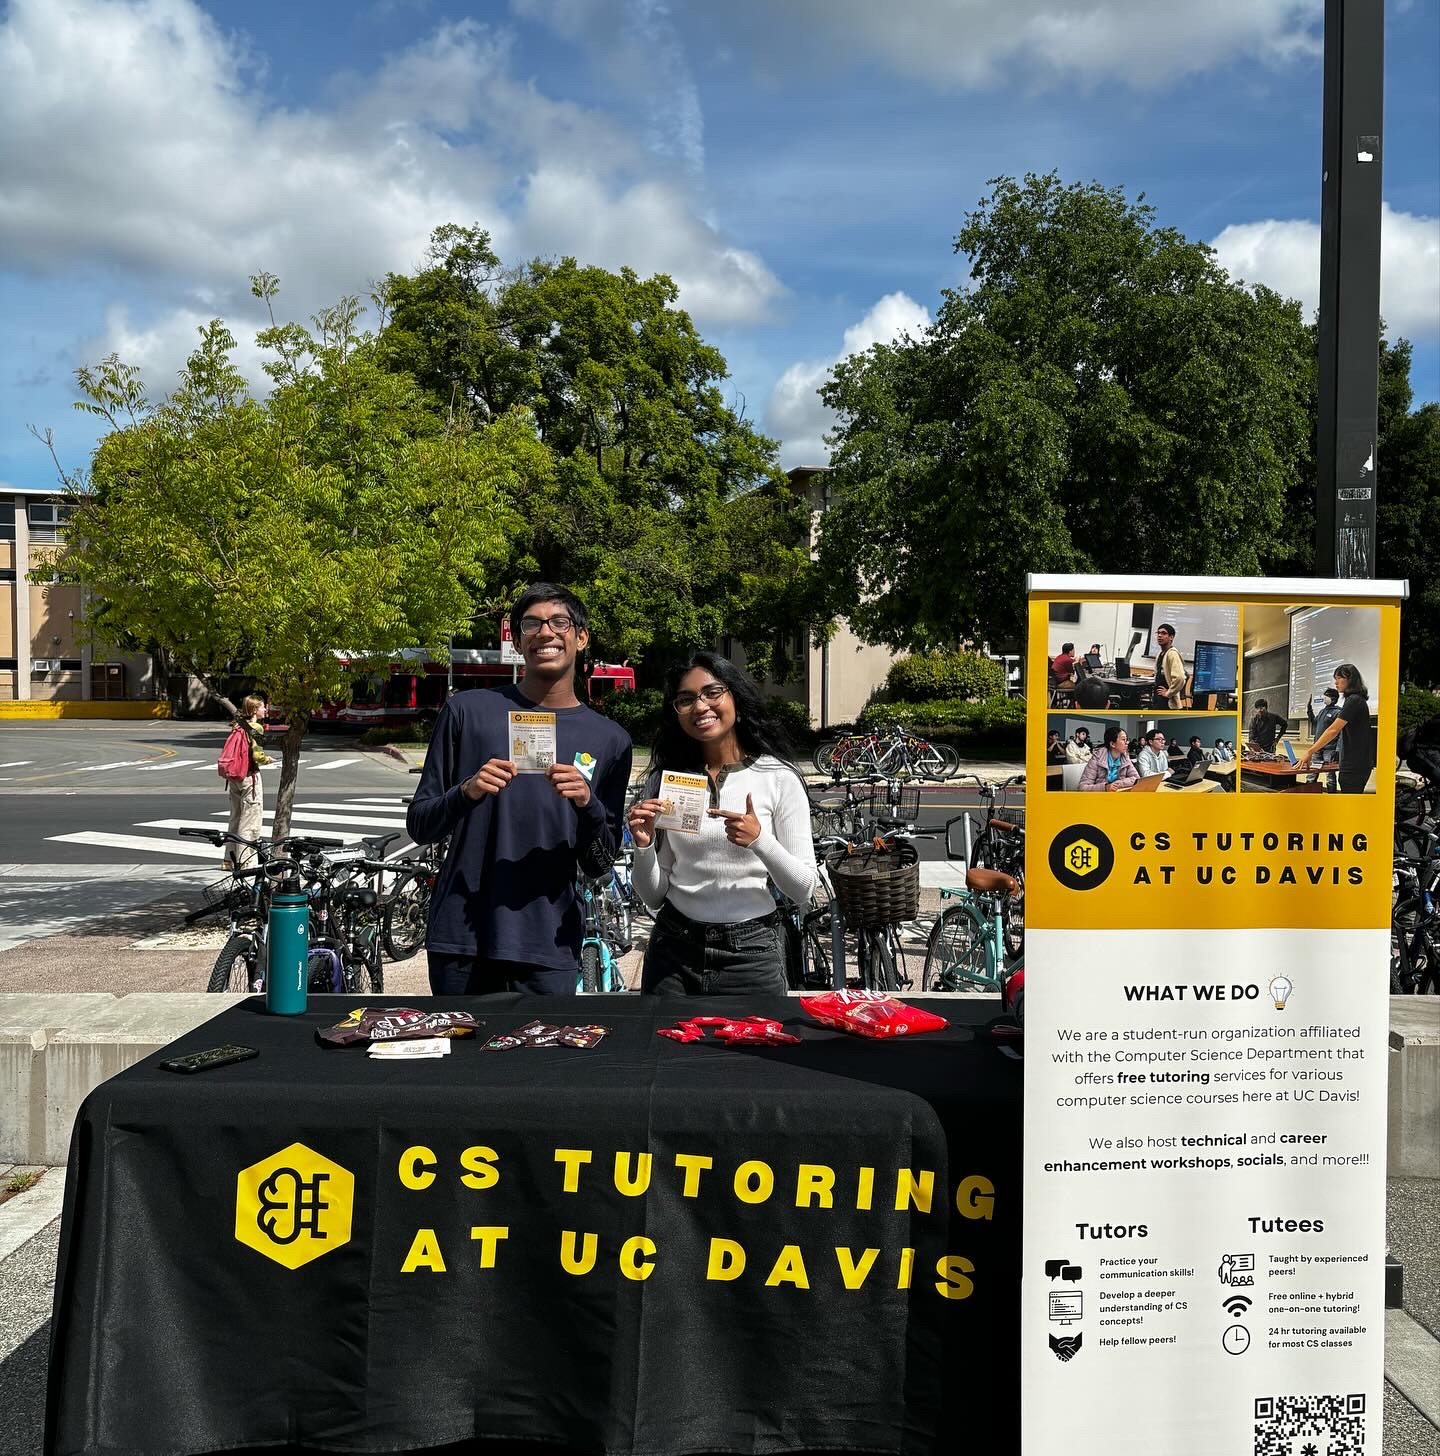 CS TUTORING
AT UC DAVIS
WHAT WE DO
We are a student-run organization affiliated
with the Computer Science Department that
offers free tutoring services for various
computer science courses here at UC Davis!
We also host technical and career
enhancement workshops, socials, and more!!!
Tutors
Practice your
communication skills!
Develop a deeper
understanding of CS
concepts!
Help fellow peers!
Tutees
Taught by experienced
peers!
Free online + hybrid
one-on-one tutoring!
24 hr tutoring available
for most CS classes
CS TUTORING
AT UC DAVIS